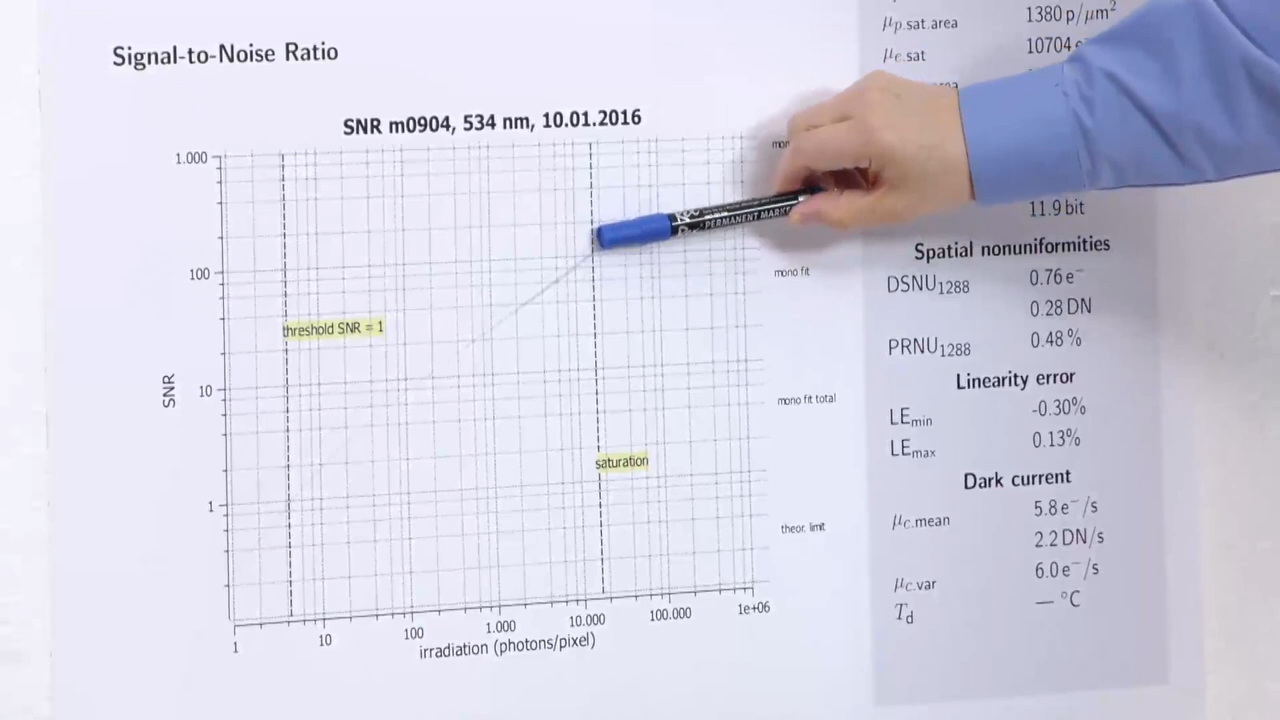 Signal-to-Noise Ratio
SNR m0904, 534 nm, 10.01.2016
1.000
100
10
1
SNR
threshold SNR = 1
saturation
1
10
100
1.000
10.000
100.000
1e+06
irradiation (photons/pixel)
mono fit
mono fit total
theor. limit
PERMANENT MARKE
μp.sat.area 1380 p/μm²
μe.sat 10704 e
11.9 bit
Spatial nonuniformities
DSNU1288 0.76 e⁻
0.28 DN
PRNU1288 0.48 %
Linearity error
LEmin -0.30%
LEmax 0.13%
Dark current
μc.mean 5.8 e⁻/s
2.2 DN/s
μc.var 6.0 e⁻/s
Td — °C